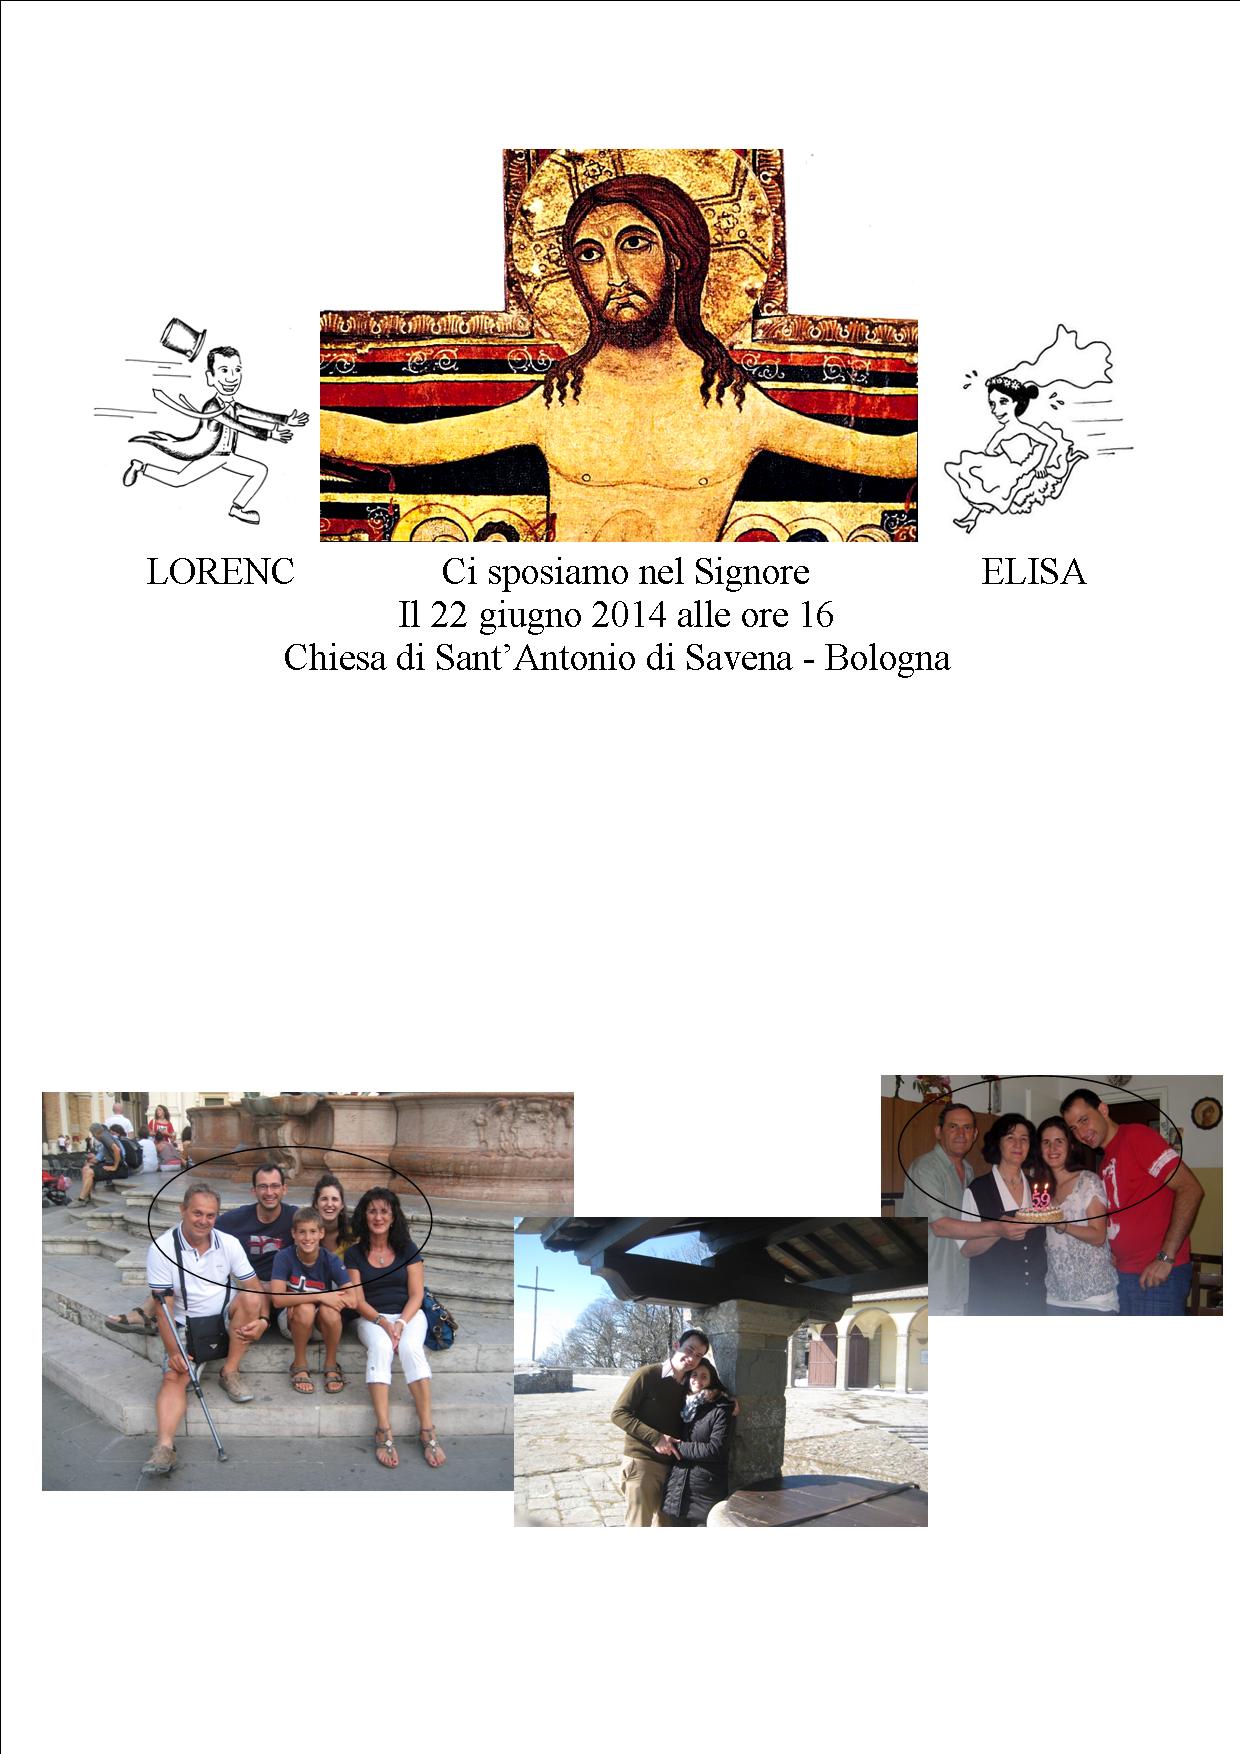 LORENC Ci sposiamo nel Signore ELISA
Il 22 giugno 2014 alle ore 16
Chiesa di Sant'Antonio di Savena - Bologna
59